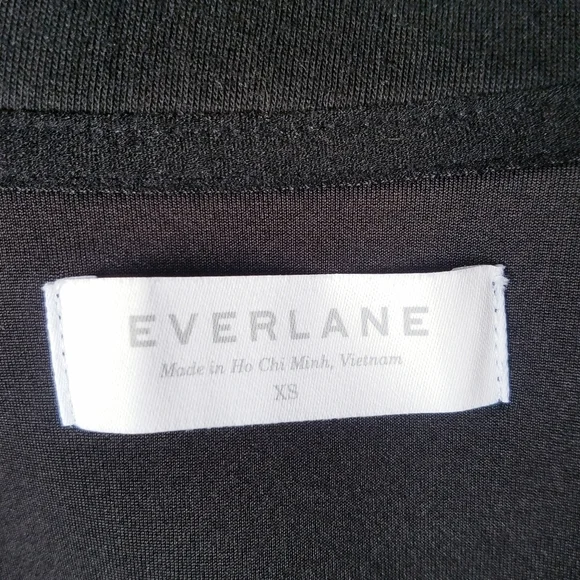 EVERLANE
Made in Ho Chi Minh, Vietnam
XS